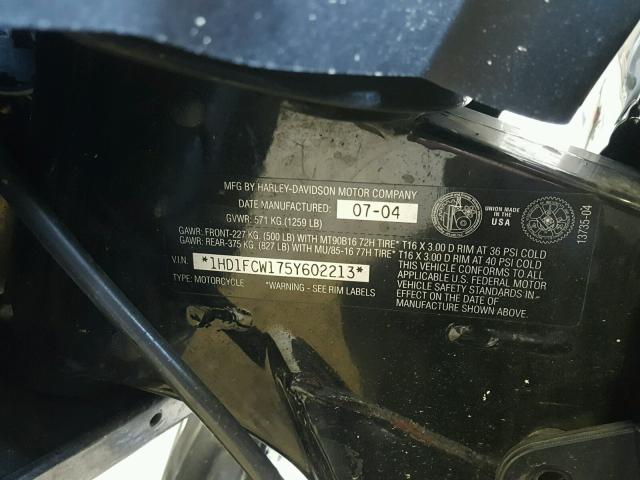 MFG BY HARLEY-DAVIDSON MOTOR COMPANY
DATE MANUFACTURED: 07-04
GVWR: 571 KG (1259 LB)
UNION MADE IN THE USA
13735-04
GAWR: FRONT-227 KG. (500 LB) WITH MT90B16 72H TIRE* T16 X 3.00 D RIM AT 36 PSI COLD
GAWR: REAR-375 KG. (827 LB) WITH MU/85-16 77H TIRE* T16 X 3.00 D RIM AT 40 PSI COLD
V.I.N. *1HD1FCW175Y602213*
THIS VEHICLE CONFORMS TO ALL
APPLICABLE U.S. FEDERAL MOTOR
VEHICLE SAFETY STANDARDS IN
EFFECT ON THE DATE OF
MANUFACTURE SHOWN ABOVE.
TYPE: MOTORCYCLE *WARNING - SEE RIM LABELS